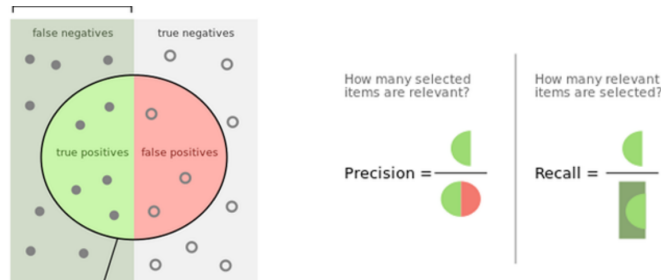 false negatives
true negatives
true positives
false positives
How many selected
items are relevant?
Precision =
How many relevant
items are selected?
Recall =